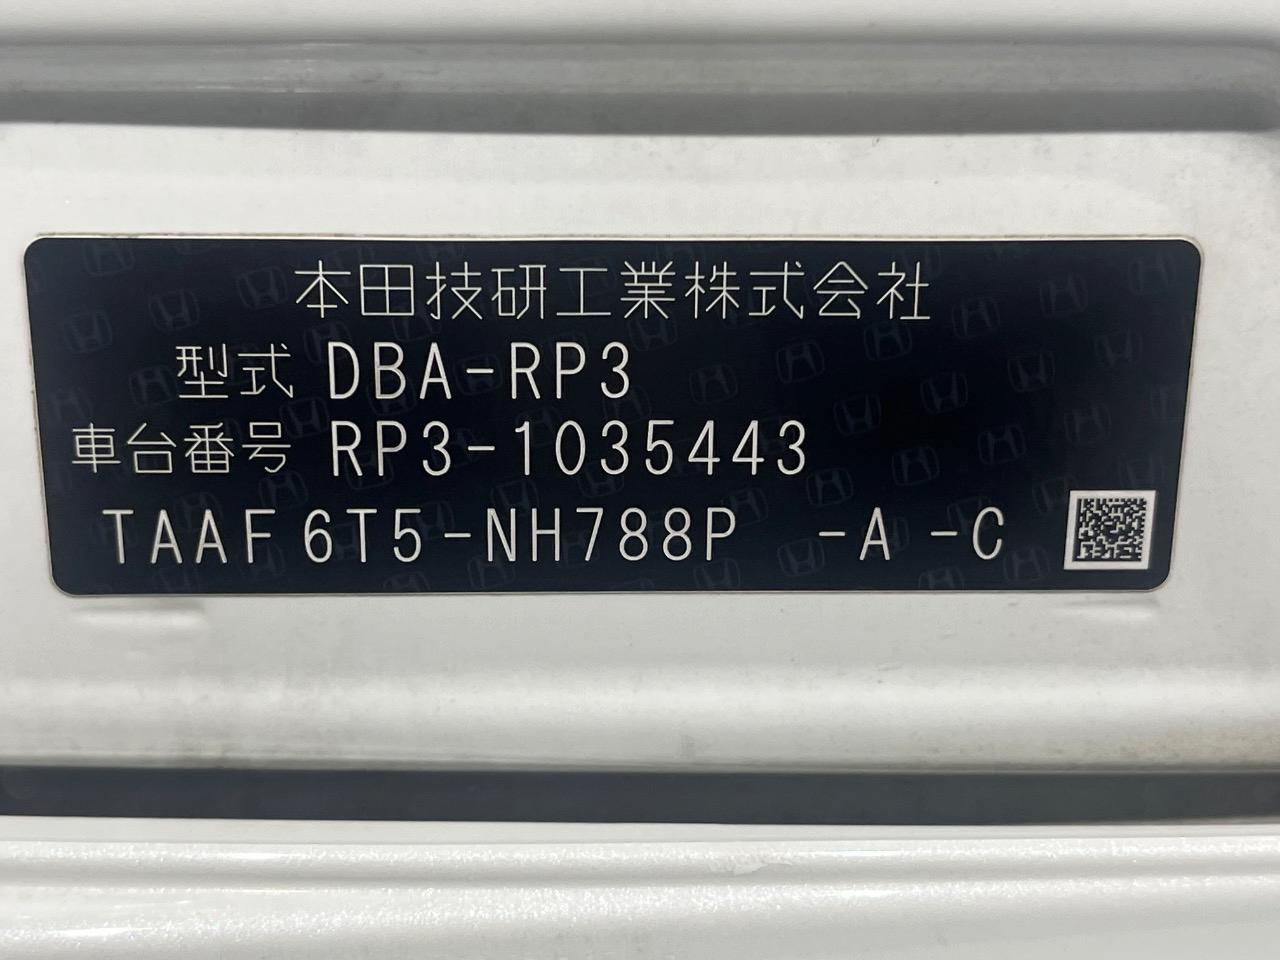 本田技研工業株式会社
型式 DBA-RP3
車台番号 RP3-1035443
TAAF 6T5-NH788P -A -C